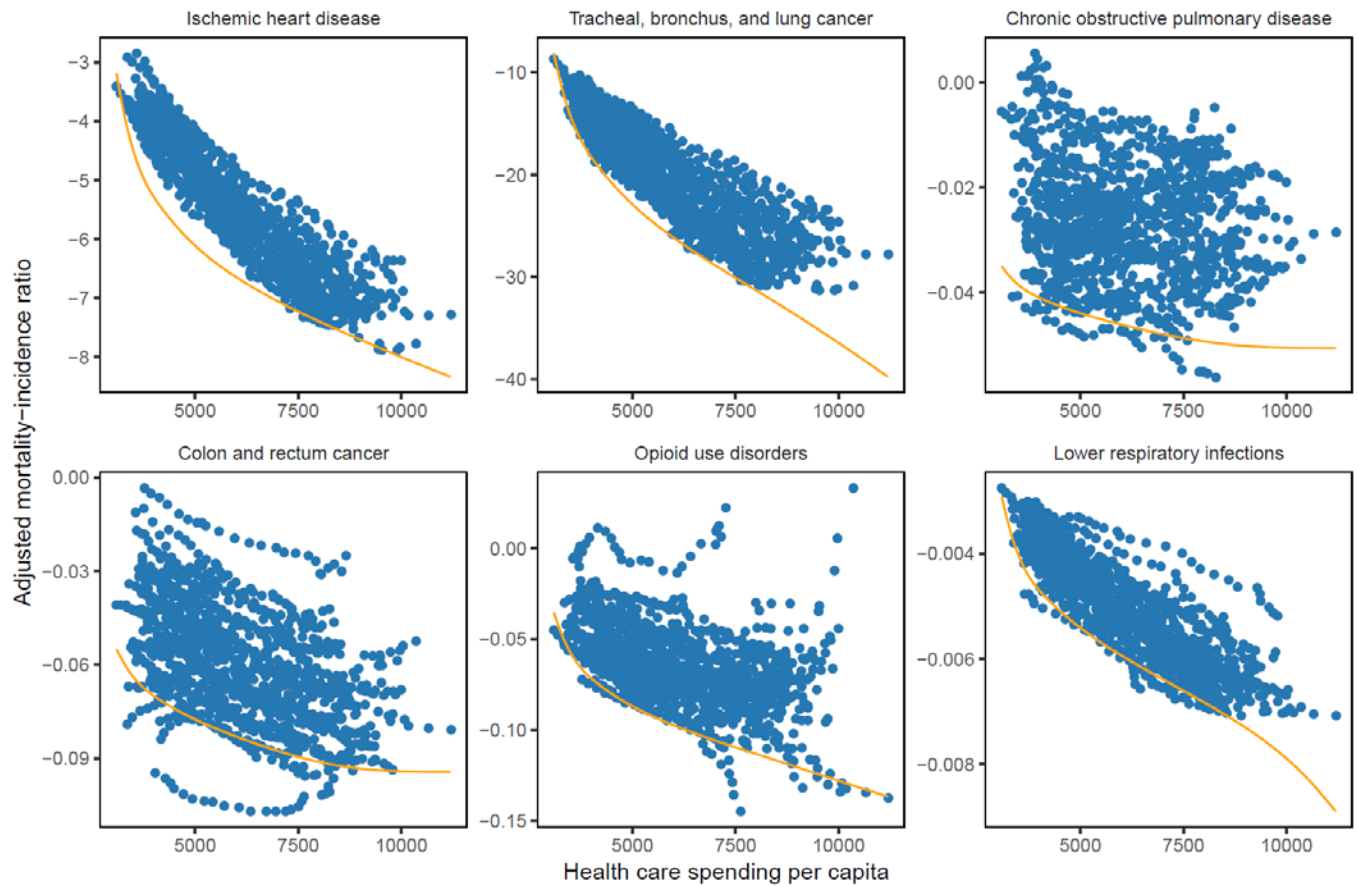 Ischemic heart disease
Tracheal, bronchus, and lung cancer
Chronic obstructive pulmonary disease
−3
−4
−5
−6
−7
−8
5000 7500 10000
−10
−20
−30
−40
5000 7500 10000
0.00
−0.02
−0.04
5000 7500 10000
Adjusted mortality−incidence ratio
Colon and rectum cancer
Opioid use disorders
Lower respiratory infections
0.00
−0.03
−0.06
−0.09
5000 7500 10000
0.00
−0.05
−0.10
−0.15
5000 7500 10000
−0.004
−0.006
−0.008
5000 7500 10000
Health care spending per capita